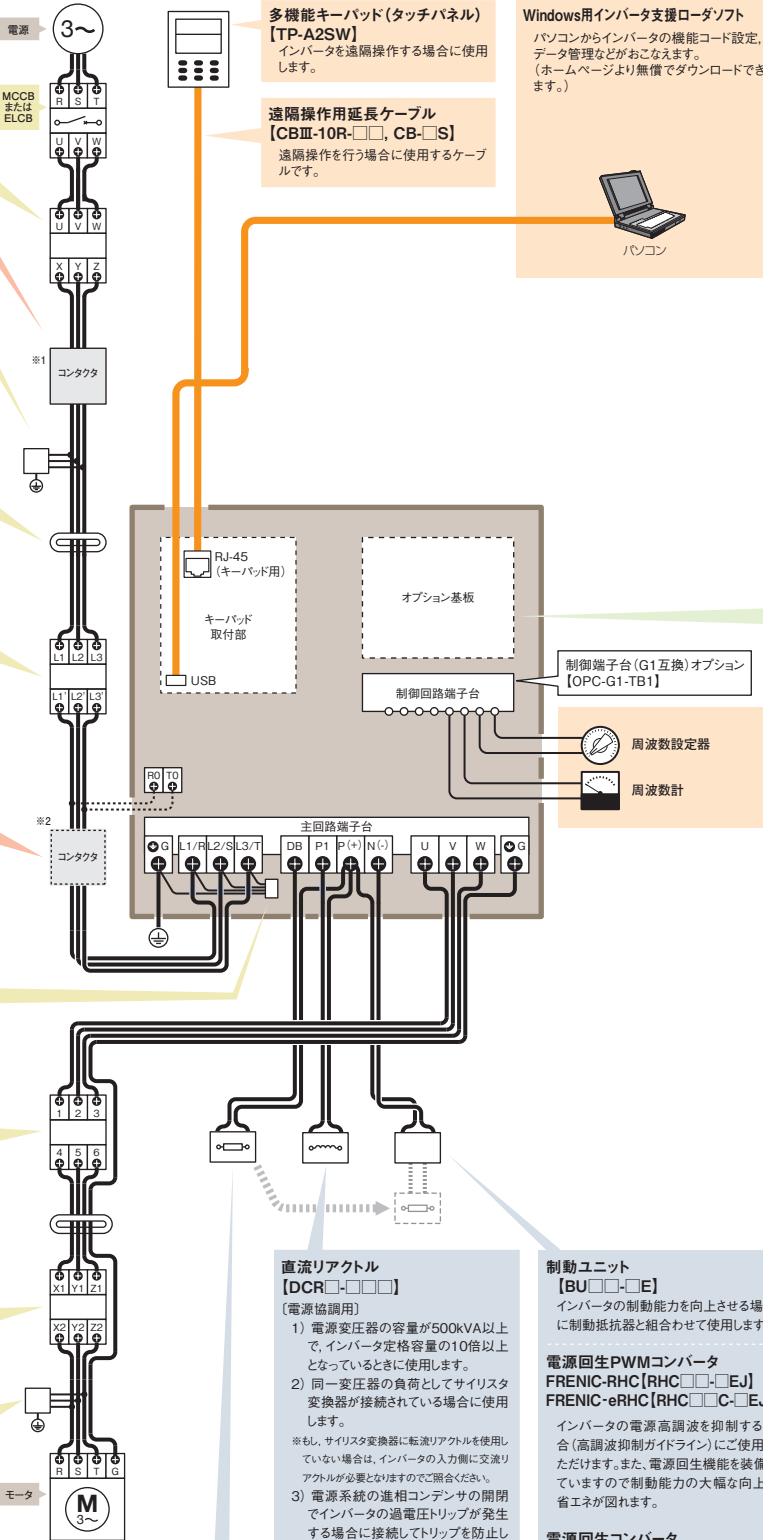 電源
3～
MCCB
または
ELCB
R S T
U V W
U V W
X Y Z
※1
コンタクタ
L1 L2 L3
L1' L2' L3'
※2
コンタクタ
多機能キーパッド（タッチパネル）
【TP-A2SW】
インバータを遠隔操作する場合に使用
します。
遠隔操作用延長ケーブル
【CBⅢ-10R-□□, CB-□S】
遠隔操作を行う場合に使用するケーブ
ルです。
Windows用インバータ支援ローダソフト
パソコンからインバータの機能コード設定,
データ管理などがおこなえます。
（ホームページより無償でダウンロードでき
ます。）
パソコン
RJ-45
（キーパッド用）
キーパッド
取付部
USB
オプション基板
制御端子台（G1互換）オプション
【OPC-G1-TB1】
制御回路端子台
周波数設定器
周波数計
R0 T0
主回路端子台
G L1/R L2/S L3/T DB P1 P(+) N(-) U V W G
1 2 3
4 5 6
X1 Y1 Z1
X2 Y2 Z2
R S T G
モータ
M
3～
直流リアクトル
【DCR□-□□□】
〔電源協調用〕
1） 電源変圧器の容量が500kVA以上
で, インバータ定格容量の10倍以上
となっているときに使用します。
2） 同一変圧器の負荷としてサイリスタ
変換器が接続されている場合に使用
します。
※もし, サイリスタ変換器に転流リアクトルを使用し
ていない場合は, インバータの入力側に交流リ
アクトルが必要となりますのでご照会ください。
3） 電源系統の進相コンデンサの開閉
でインバータの過電圧トリップが発生
する場合に接続してトリップを防止し
制動ユニット
【BU□□-□E】
インバータの制動能力を向上させる場
に制動抵抗器と組合わせて使用します
電源回生PWMコンバータ
FRENIC-RHC【RHC□□-□EJ】
FRENIC-eRHC【RHC□□C-□EJ
インバータの電源高調波を抑制する
合（高調波抑制ガイドライン）にご使用
ただけます。また、電源回生機能を装備
ていますので制動能力の大幅な向上
省エネが図れます。
電源回生コンバータ